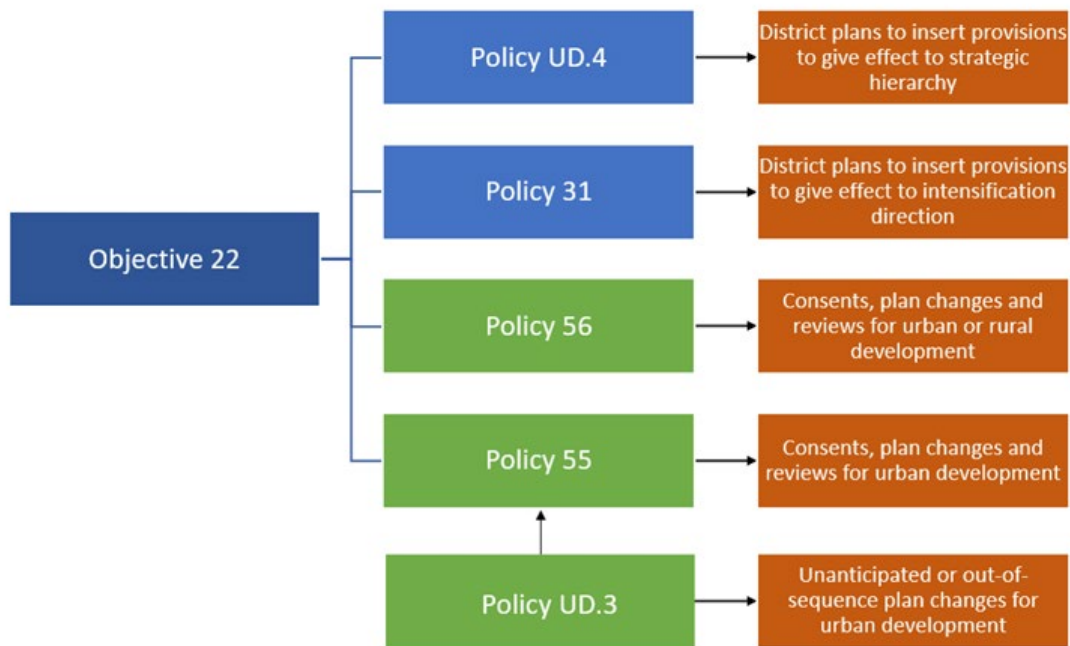 Objective 22
Policy UD.4
District plans to insert provisions
to give effect to strategic
hierarchy
Policy 31
District plans to insert provisions
to give effect to intensification
direction
Policy 56
Consents, plan changes and
reviews for urban or rural
development
Policy 55
Consents, plan changes and
reviews for urban development
Policy UD.3
Unanticipated or out-of-
sequence plan changes for
urban development